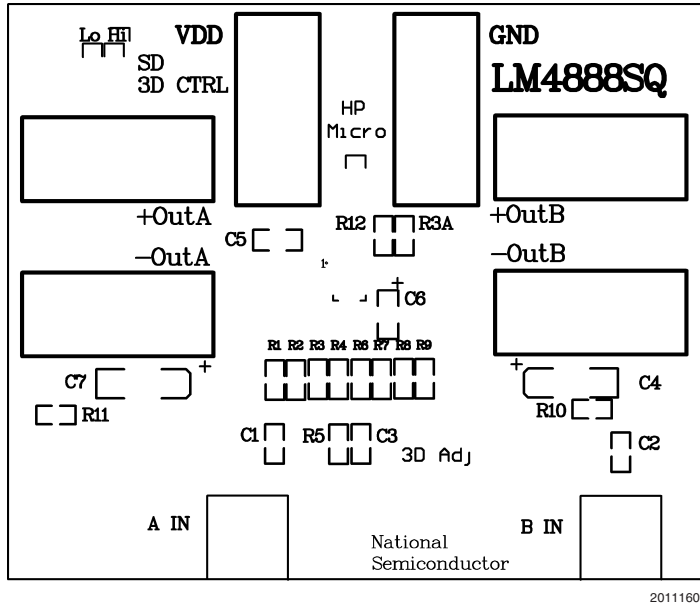 Lo Hi
VDD
GND
SD
3D CTRL
LM4888SQ
HP
Micro
+OutA
R12
R3A
+OutB
C5
-OutA
-OutB
1
+
C6
R1 R2 R3 R4 R6 R7 R8 R9
C7
+
+
C4
R11
R10
C1
R5
C3
3D Adj
C2
A IN
B IN
National
Semiconductor
2011160